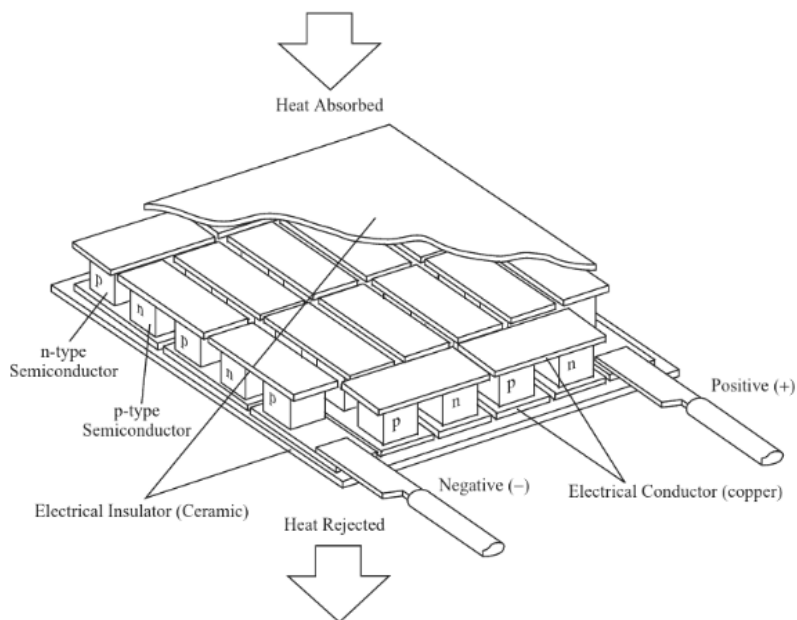 Heat Absorbed
p
n
p
n
p
p
n
p
n
n-type
Semiconductor
p-type
Semiconductor
Positive (+)
Negative (–)
Electrical Conductor (copper)
Electrical Insulator (Ceramic)
Heat Rejected